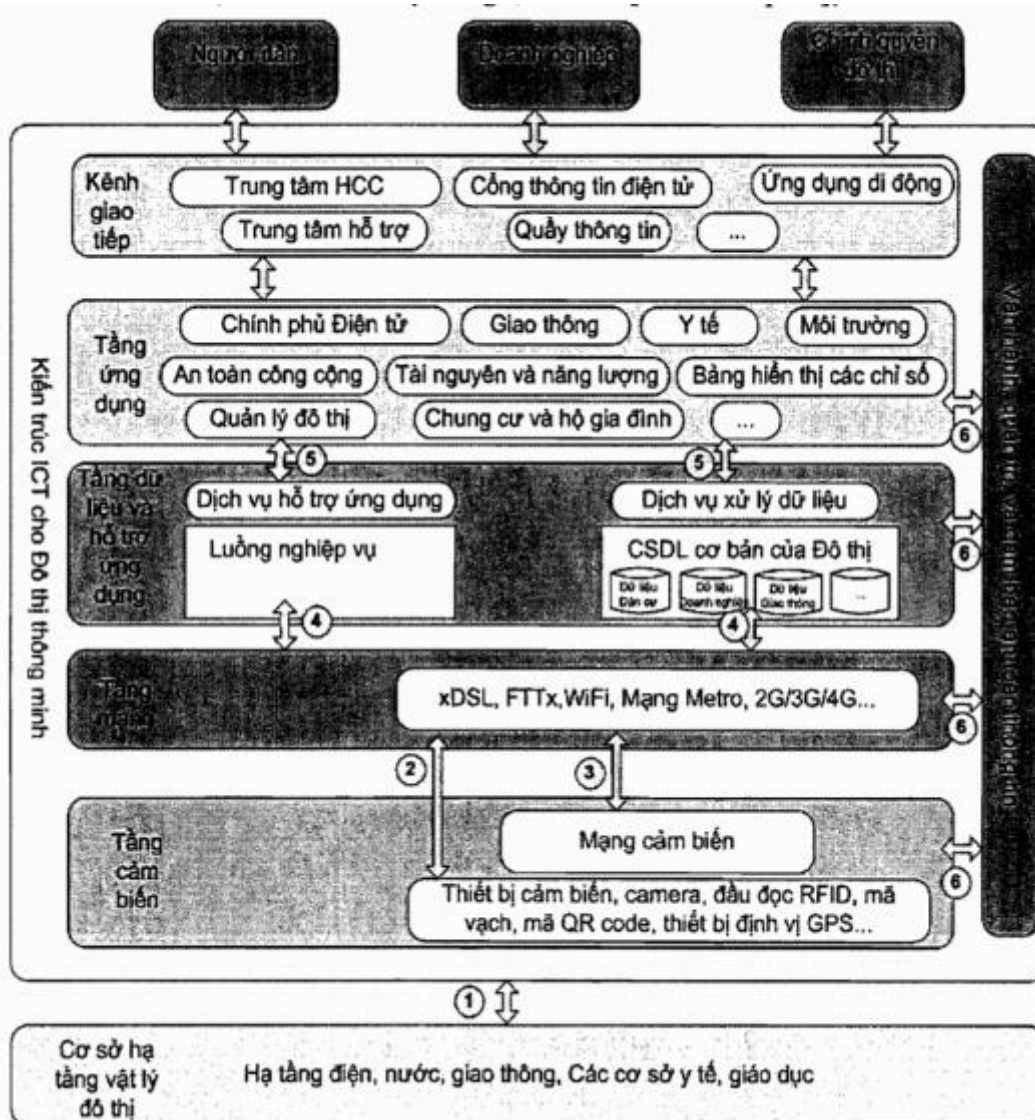 Người dân
Doanh nghiệp
Chính quyền
đô thị
Kiến trúc ICT cho Đô thị thông minh
Kênh
giao
tiếp
Trung tâm HCC
Cổng thông tin điện tử
Ứng dụng di động
Trung tâm hỗ trợ
Quầy thông tin
...
Tầng
ứng
dụng
Chính phủ Điện tử
Giao thông
Y tế
Môi trường
An toàn công cộng
Tài nguyên và năng lượng
Bảng hiển thị các chỉ số
Quản lý đô thị
Chung cư và hộ gia đình
...
6
5
5
Tầng dữ
liệu và
hỗ trợ
ứng
dụng
Dịch vụ hỗ trợ ứng dụng
Dịch vụ xử lý dữ liệu
Luồng nghiệp vụ
CSDL cơ bản của Đô thị
Dữ liệu
Dân cư
Dữ liệu
Doanh nghiệp
Dữ liệu
Giao thông
...
6
4
4
Tầng
mạng
xDSL, FTTx,WiFi, Mạng Metro, 2G/3G/4G...
6
2
3
Tầng
cảm
biến
Mạng cảm biến
Thiết bị cảm biến, camera, đầu đọc RFID, mã
vạch, mã QR code, thiết bị định vị GPS...
6
1
Cơ sở hạ
tầng vật lý
đô thị
Hạ tầng điện, nước, giao thông, Các cơ sở y tế, giáo dục